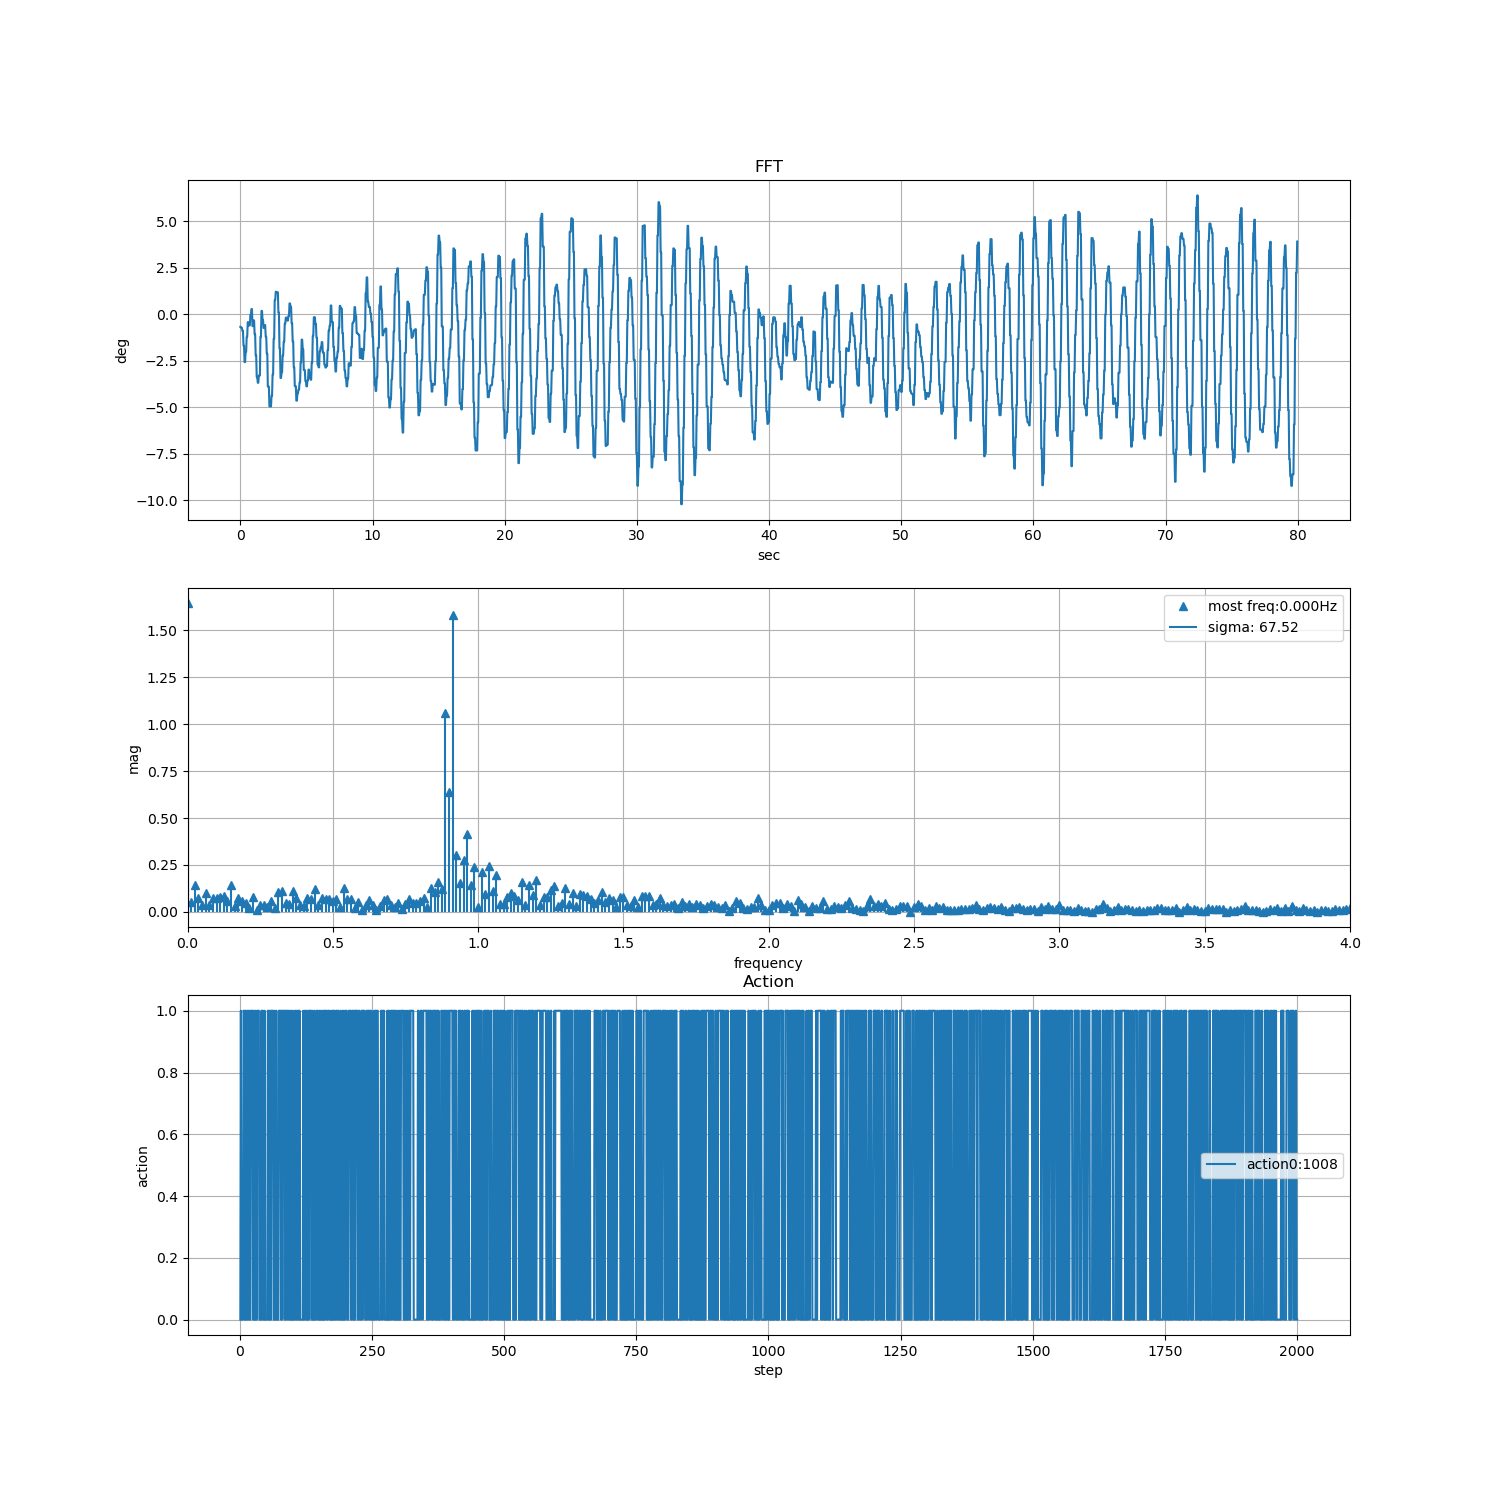 FFT
5.0
2.5
0.0
−2.5
−5.0
−7.5
−10.0
deg
0 10 20 30 40 50 60 70 80
sec
most freq:0.000Hz
sigma: 67.52
1.50
1.25
1.00
0.75
0.50
0.25
0.00
mag
0.0 0.5 1.0 1.5 2.0 2.5 3.0 3.5 4.0
frequency
Action
1.0
0.8
0.6
0.4
0.2
0.0
action
action0:1008
0 250 500 750 1000 1250 1500 1750 2000
step